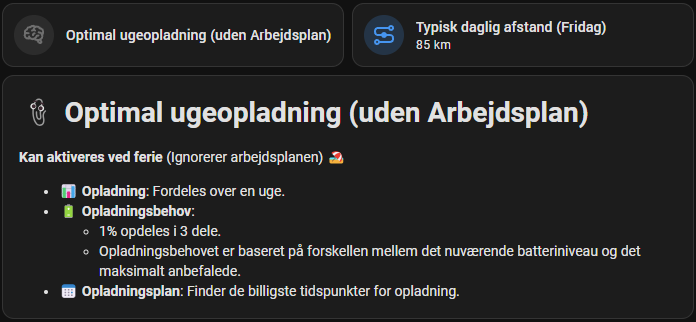 Optimal ugeopladning (uden Arbejdsplan)
Typisk daglig afstand (Fridag)
85 km
Optimal ugeopladning (uden Arbejdsplan)
Kan aktiveres ved ferie (Ignorerer arbejdsplanen) 🏖️
• 📊 Opladning: Fordeles over en uge.
• 🔋 Opladningsbehov:
◦ 1% opdeles i 3 dele.
◦ Opladningsbehovet er baseret på forskellen mellem det nuværende batteriniveau og det
maksimalt anbefalede.
• 📅 Opladningsplan: Finder de billigste tidspunkter for opladning.